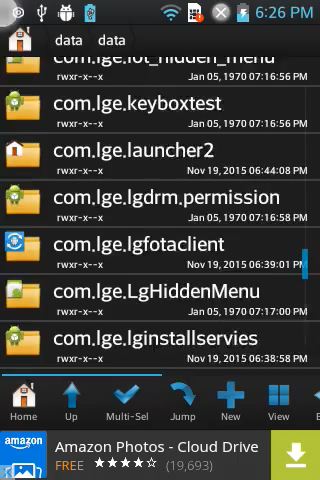 6:26 PM
data data
com.lge.iot_hidden_menu
rwxr-x--x Jan 05, 1970 07:16:56 PM
com.lge.keyboxtest
rwxr-x--x Jan 05, 1970 07:16:56 PM
com.lge.launcher2
rwxr-x--x Nov 19, 2015 06:44:08 PM
com.lge.lgdrm.permission
rwxr-x--x Jan 05, 1970 07:16:58 PM
com.lge.lgfotaclient
rwxr-x--x Nov 19, 2015 06:39:01 PM
com.lge.LgHiddenMenu
rwxr-x--x Jan 05, 1970 07:17:00 PM
com.lge.lginstallservies
rwxr-x--x Nov 19, 2015 06:38:58 PM
Home Up Multi-Sel Jump New View
amazon
Amazon Photos - Cloud Drive
FREE (19,693)